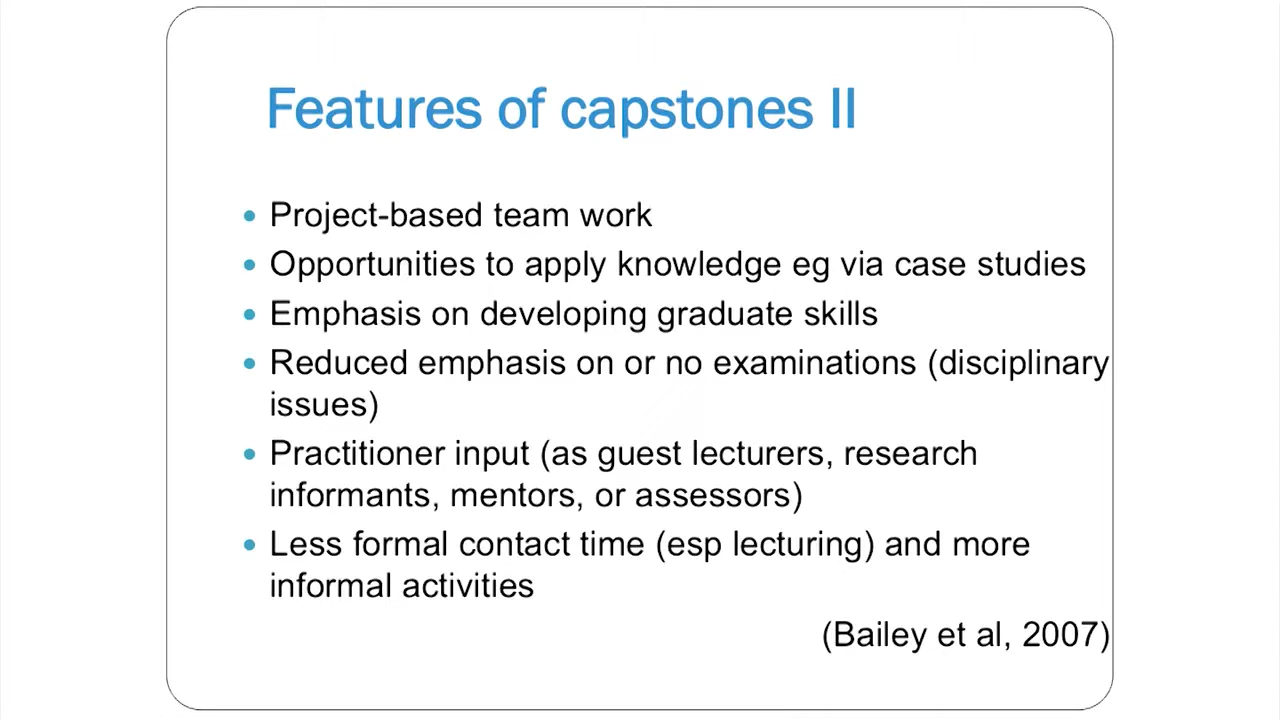 Features of capstones II
• Project-based team work
• Opportunities to apply knowledge eg via case studies
• Emphasis on developing graduate skills
• Reduced emphasis on or no examinations (disciplinary
issues)
• Practitioner input (as guest lecturers, research
informants, mentors, or assessors)
• Less formal contact time (esp lecturing) and more
informal activities
(Bailey et al, 2007)